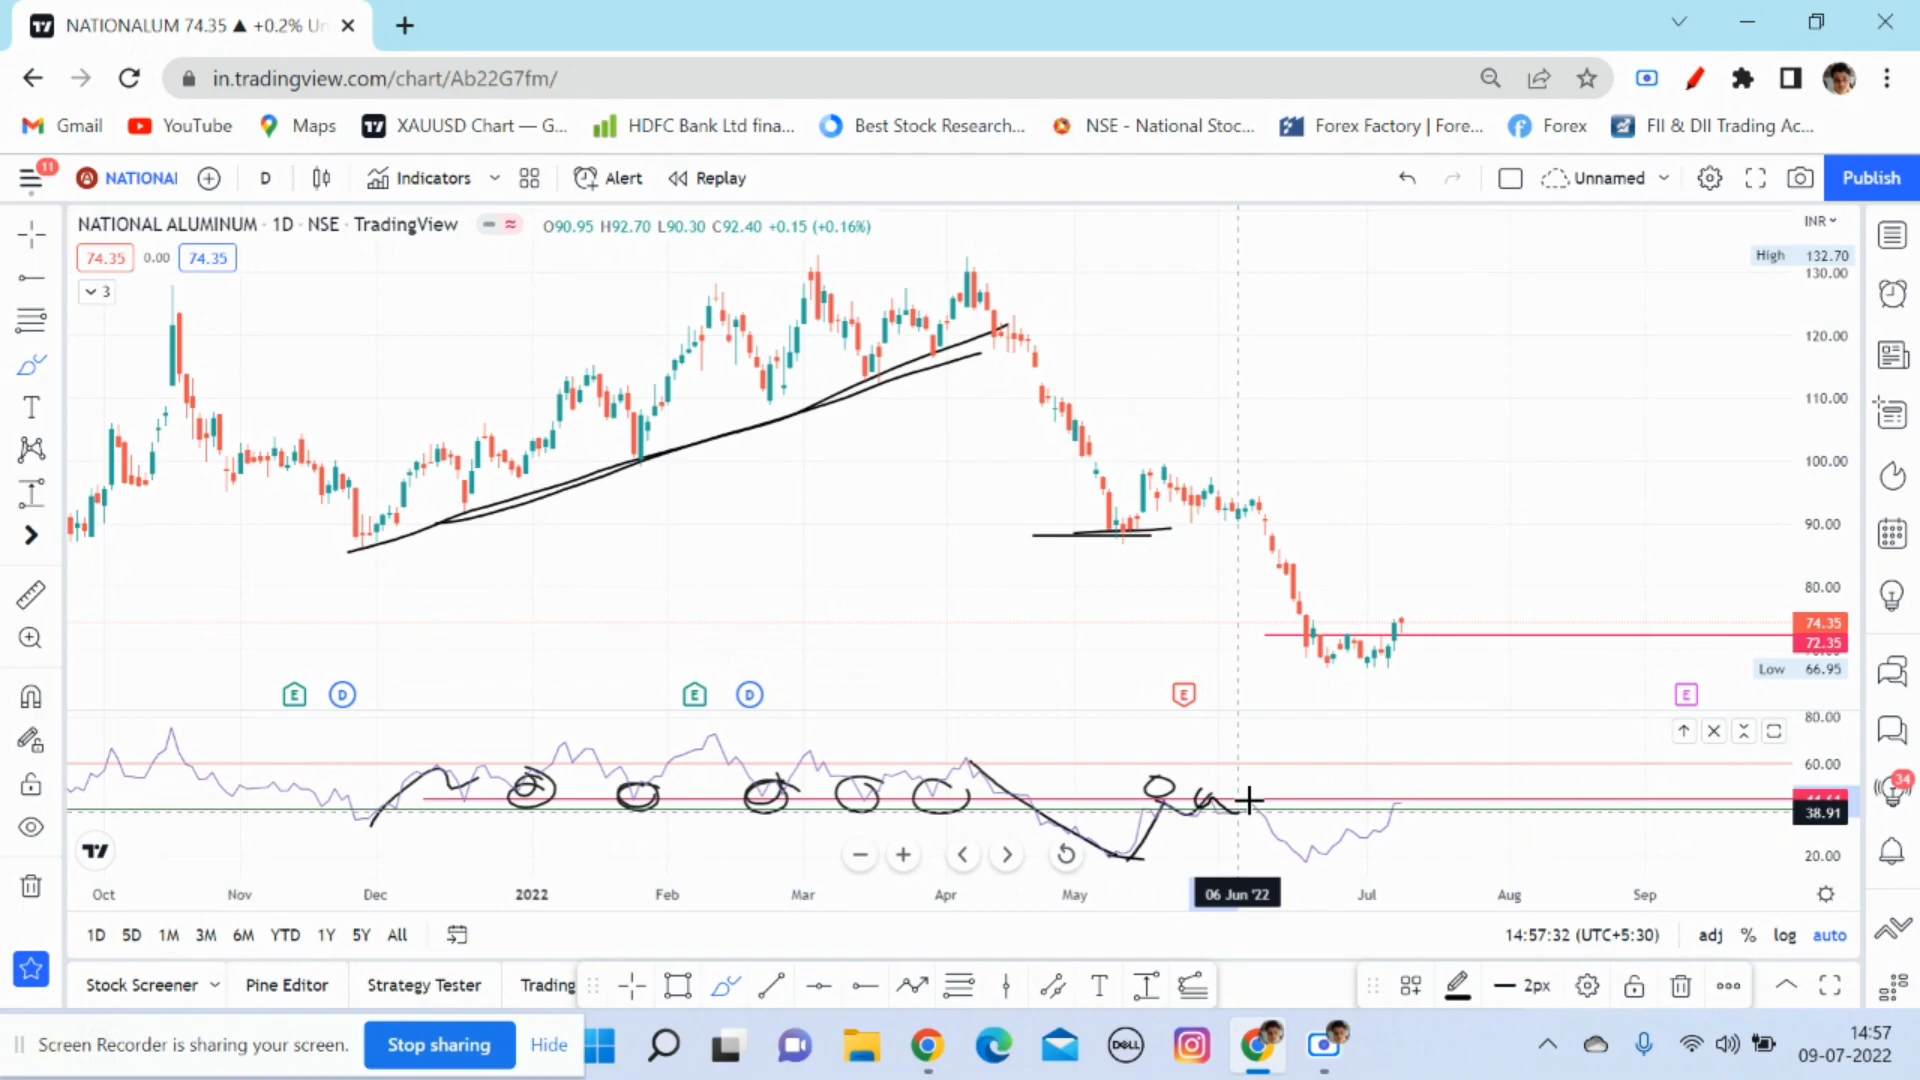 NATIONALUM 74.35 ▲ +0.2% Un
in.tradingview.com/chart/Ab22G7fm/
Gmail YouTube Maps XAUUSD Chart — G... HDFC Bank Ltd fina... Best Stock Research... NSE - National Stoc... Forex Factory | Fore... Forex FII & DII Trading Ac...
11 NATIONAL D Indicators Alert Replay Unnamed Publish
NATIONAL ALUMINUM · 1D · NSE · TradingView O90.95 H92.70 L90.30 C92.40 +0.15 (+0.16%) INR
74.35 0.00 74.35
High 132.70
3
130.00
120.00
110.00
100.00
90.00
80.00
74.35
72.35
Low 66.95
E D E D E E
80.00
60.00
34
38.91
20.00
Oct Nov Dec 2022 Feb Mar Apr May 06 Jun '22 Jul Aug Sep
1D 5D 1M 3M 6M YTD 1Y 5Y All 14:57:32 (UTC+5:30) adj % log auto
Stock Screener Pine Editor Strategy Tester Trading T 2px
Screen Recorder is sharing your screen. Stop sharing Hide DELL 14:57
09-07-2022